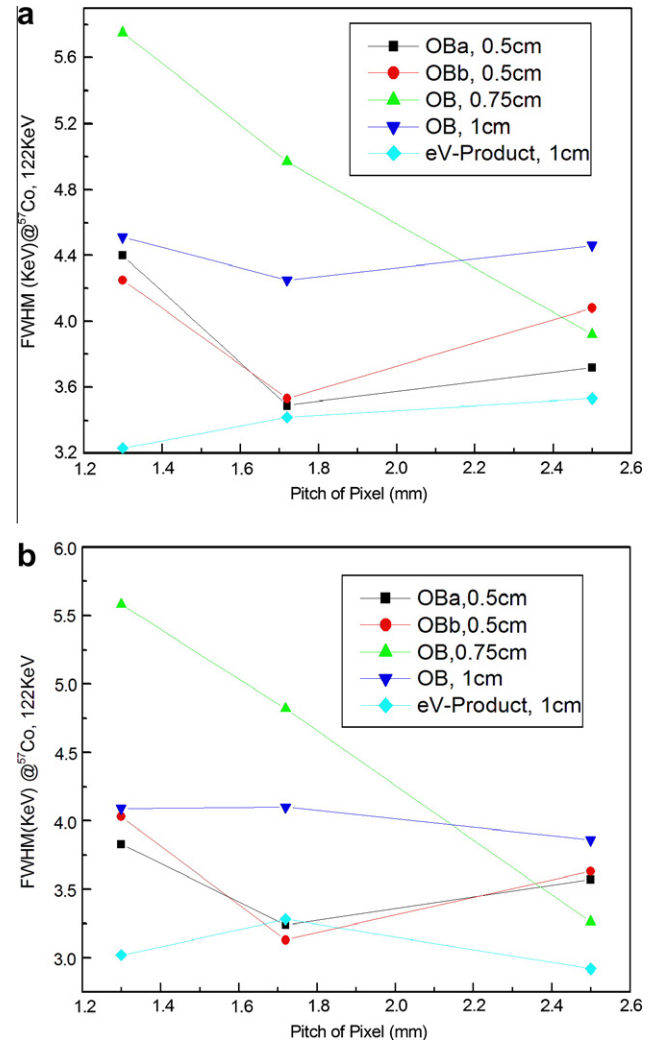 a
5.6
5.2
4.8
4.4
4.0
3.6
3.2
FWHM (KeV)@⁵⁷Co, 122KeV
OBa, 0.5cm
OBb, 0.5cm
OB, 0.75cm
OB, 1cm
eV-Product, 1cm
1.2 1.4 1.6 1.8 2.0 2.2 2.4 2.6
Pitch of Pixel (mm)
b
6.0
5.5
5.0
4.5
4.0
3.5
3.0
FWHM(KeV) @⁵⁷Co, 122KeV
OBa,0.5cm
OBb,0.5cm
OB,0.75cm
OB, 1cm
eV-Product, 1cm
1.2 1.4 1.6 1.8 2.0 2.2 2.4 2.6
Pitch of Pixel (mm)